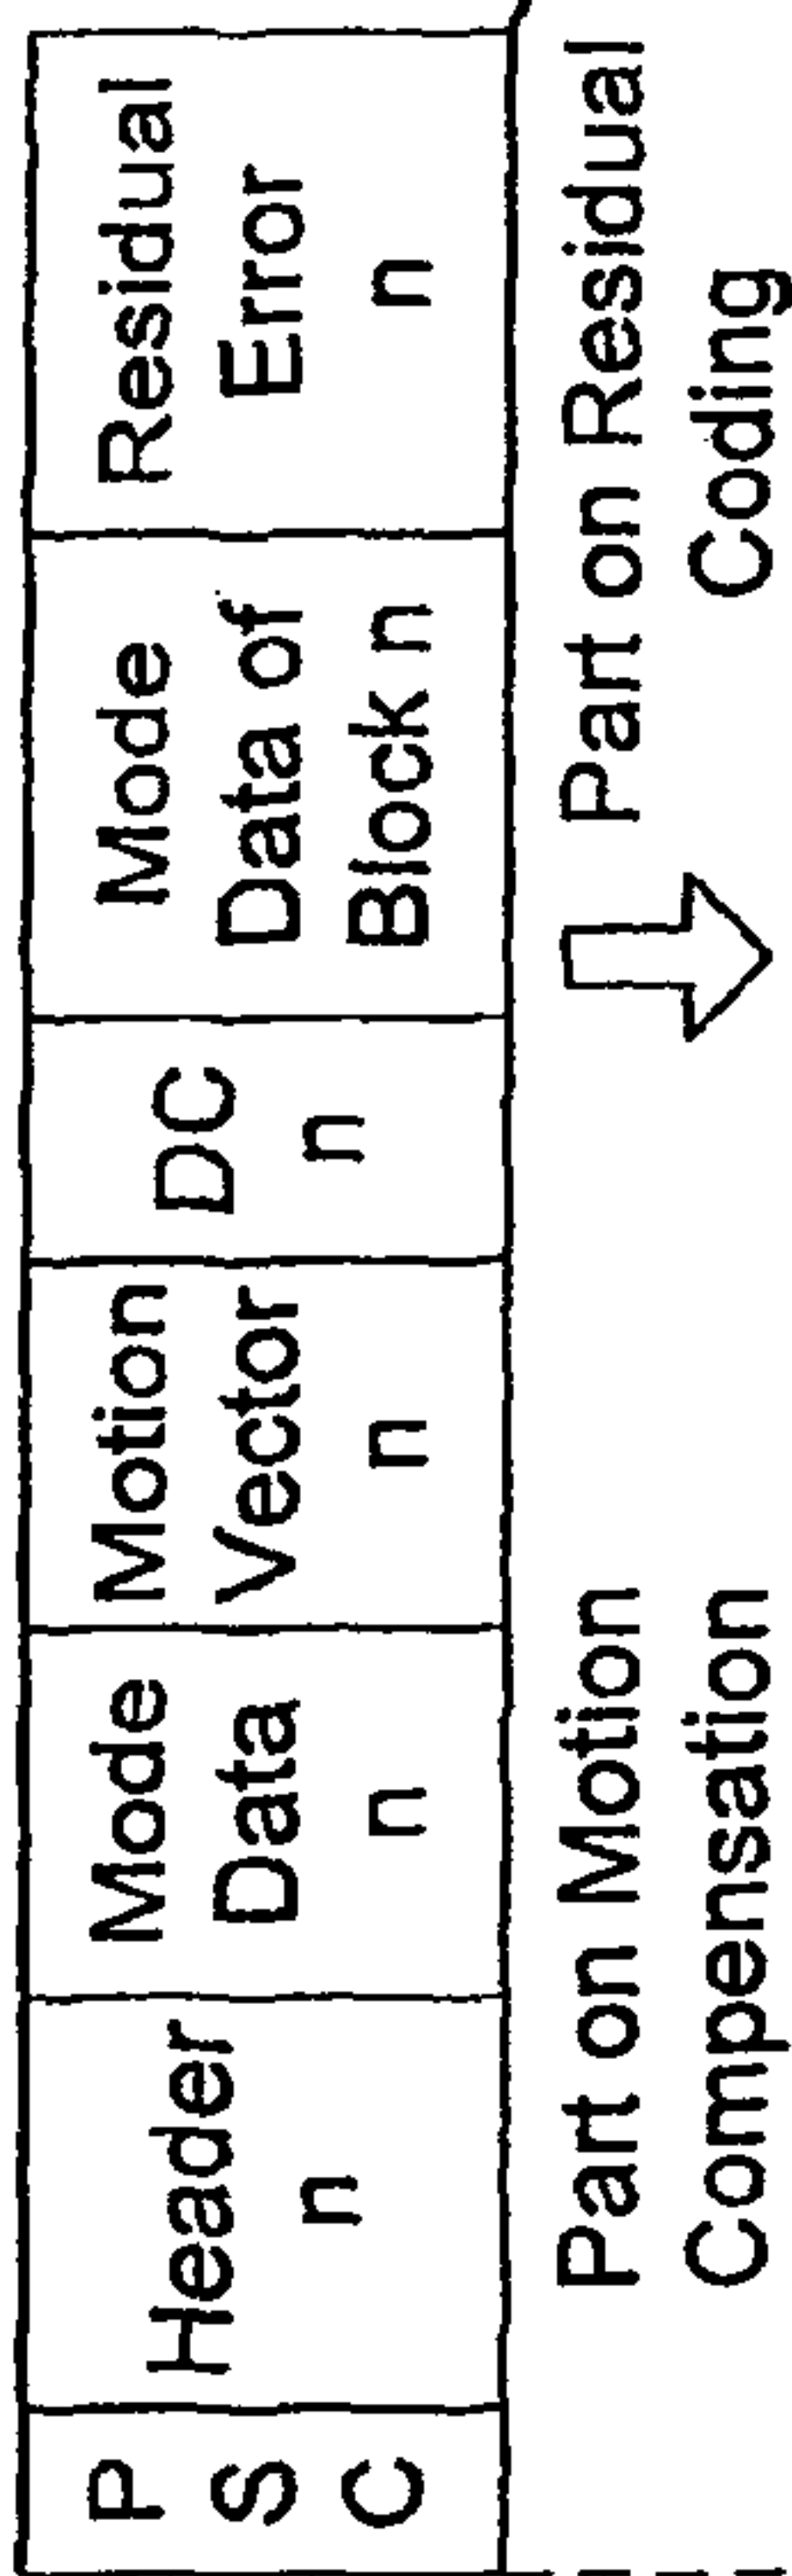 P
S
C
Header
n
Mode
Data
n
Motion
Vector
n
DC
n
Mode
Data of
Block n
Residual
Error
n
Part on Motion
Compensation
Part on Residual
Coding